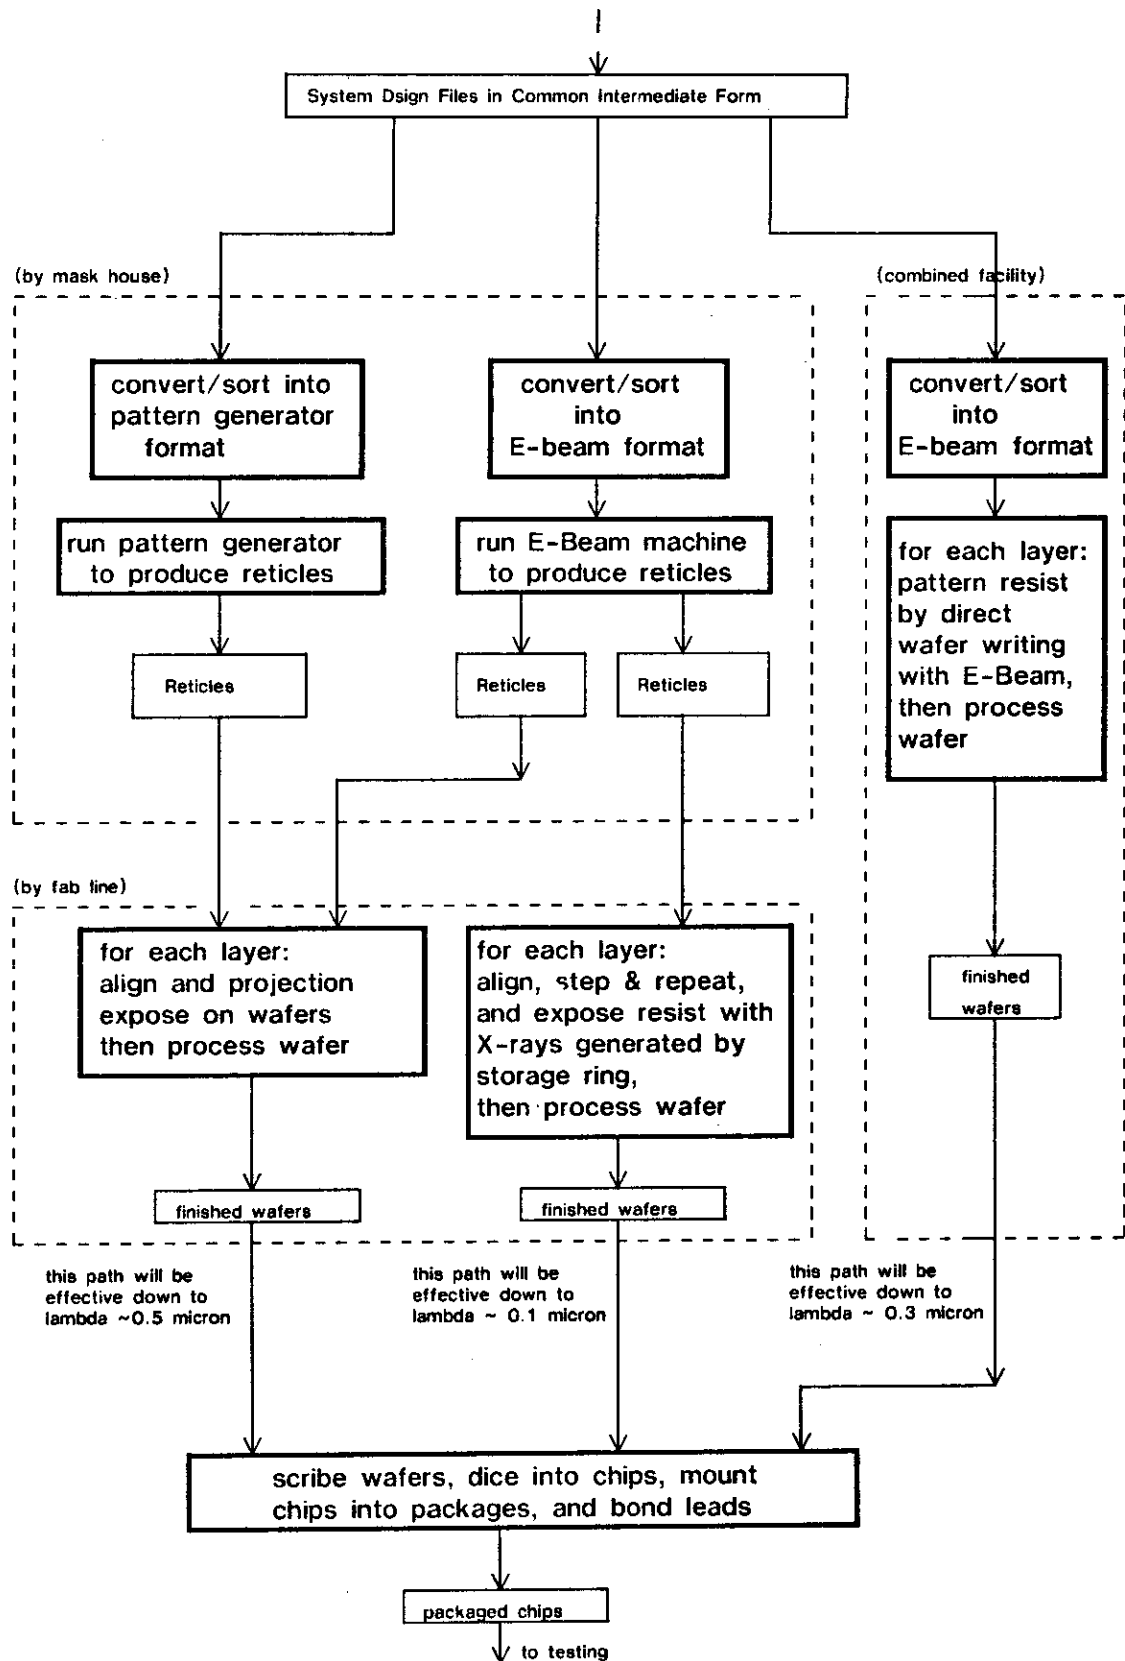 System Dsign Files in Common Intermediate Form
(by mask house)
(combined facility)
convert/sort into
pattern generator
format
convert/sort
into
E-beam format
convert/sort
into
E-beam format
run pattern generator
to produce reticles
run E-Beam machine
to produce reticles
for each layer:
pattern resist
by direct
wafer writing
with E-Beam,
then process
wafer
Reticles
Reticles
Reticles
(by fab line)
for each layer:
align and projection
expose on wafers
then process wafer
for each layer:
align, step & repeat,
and expose resist with
X-rays generated by
storage ring,
then process wafer
finished
wafers
finished wafers
finished wafers
this path will be
effective down to
lambda ~0.5 micron
this path will be
effective down to
lambda ~ 0.1 micron
this path will be
effective down to
lambda ~ 0.3 micron
scribe wafers, dice into chips, mount
chips into packages, and bond leads
packaged chips
to testing